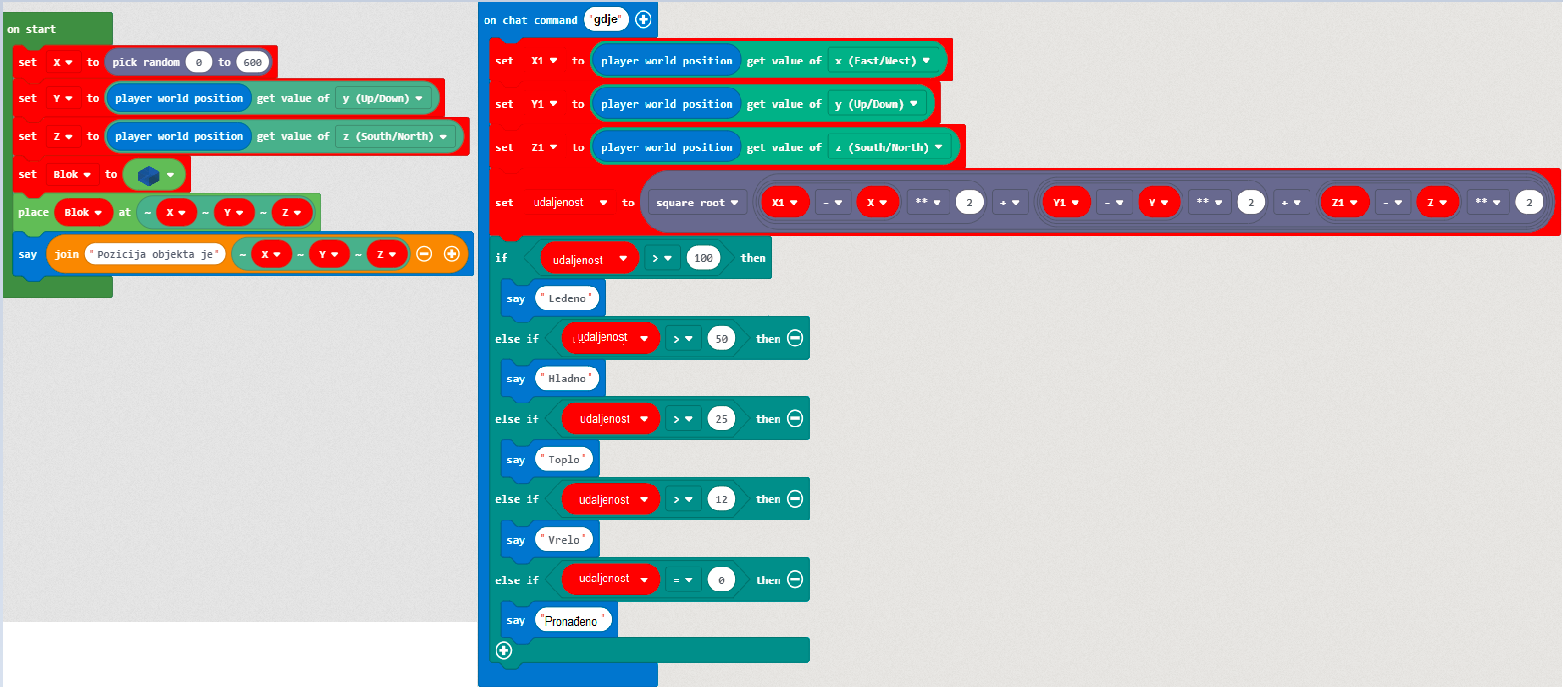 on start
set X to pick random 0 to 600
set Y to player world position get value of y (Up/Down)
set Z to player world position get value of z (South/North)
set Blok to
place Blok at ~ X ~ Y ~ Z
say join "Pozicija objekta je" ~ X ~ Y ~ Z
on chat command "gdje"
set X1 to player world position get value of x (East/West)
set Y1 to player world position get value of y (Up/Down)
set Z1 to player world position get value of z (South/North)
set udaljenost to square root X1 - X ** 2 + Y1 - Y ** 2 + Z1 - Z ** 2
if udaljenost > 100 then
say "Ledeno"
else if udaljenost > 50 then
say "Hladno"
else if udaljenost > 25 then
say "Toplo"
else if udaljenost > 12 then
say "Vrelo"
else if udaljenost = 0 then
say "Pronađeno"